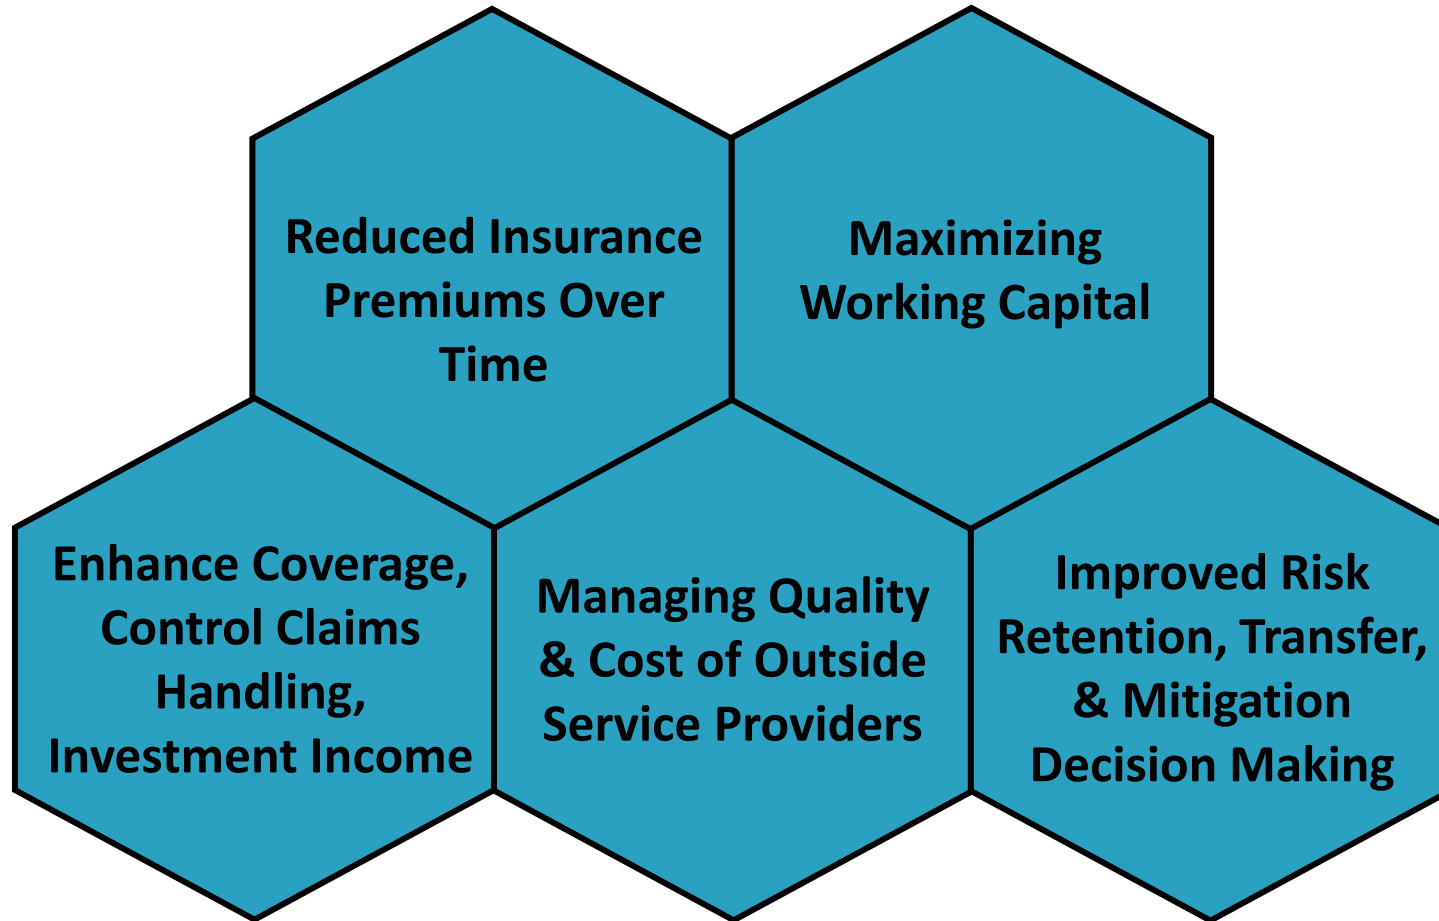 Reduced Insurance
Premiums Over
Time
Maximizing
Working Capital
Enhance Coverage,
Control Claims
Handling,
Investment Income
Managing Quality
& Cost of Outside
Service Providers
Improved Risk
Retention, Transfer,
& Mitigation
Decision Making